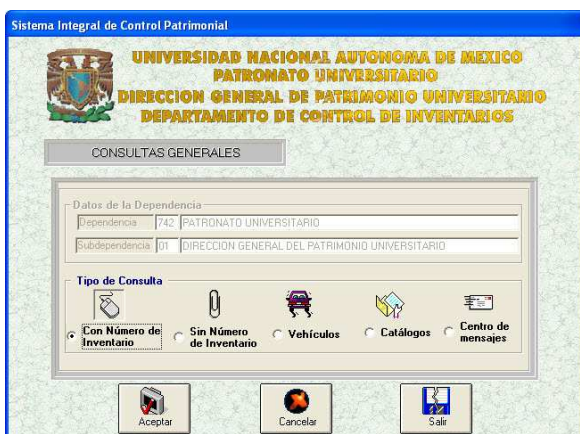 Sistema Integral de Control Patrimonial
UNIVERSIDAD NACIONAL AUTONOMA DE MEXICO
PATRONATO UNIVERSITARIO
DIRECCION GENERAL DE PATRIMONIO UNIVERSITARIO
DEPARTAMENTO DE CONTROL DE INVENTARIOS
CONSULTAS GENERALES
Datos de la Dependencia
Dependencia 742 PATRONATO UNIVERSITARIO
Subdependencia 01 DIRECCION GENERAL DEL PATRIMONIO UNIVERSITARIO
Tipo de Consulta
Con Número de Inventario
Sin Número de Inventario
Vehículos
Catálogos
Centro de mensajes
Aceptar
Cancelar
Salir